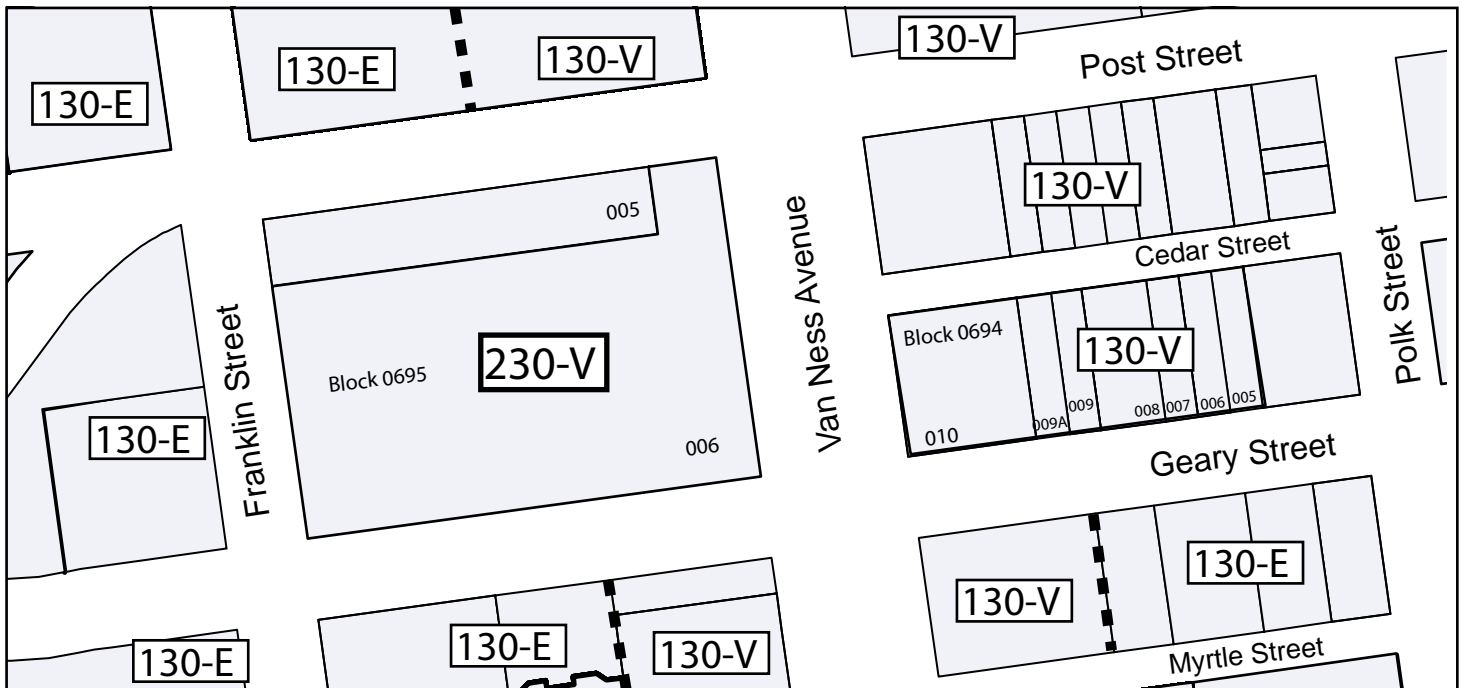 130-E
130-E
130-V
130-V
Post Street
130-V
Cedar Street
005
Block 0695
230-V
006
Franklin Street
Van Ness Avenue
Polk Street
Block 0694
130-V
010
009A
009
008
007
006
005
130-E
Geary Street
130-V
130-E
Myrtle Street
130-E
130-E
130-V